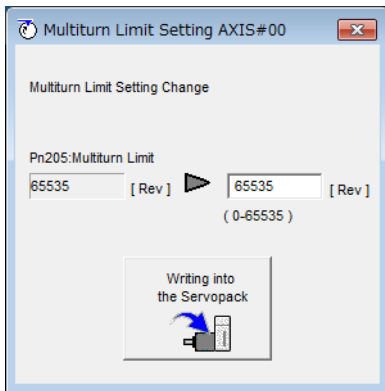 Multiturn Limit Setting AXIS#00
Multiturn Limit Setting Change
Pn205:Multiturn Limit
65535 [ Rev ] 65535 [ Rev ]
( 0-65535 )
Writing into
the Servopack